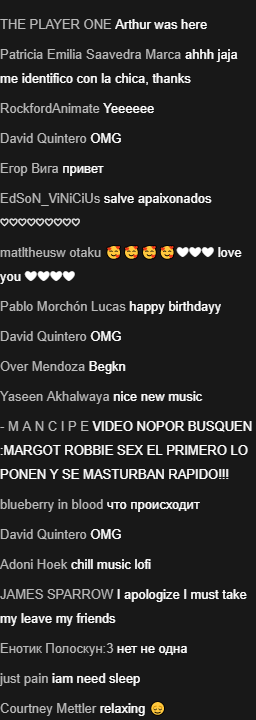 THE PLAYER ONE Arthur was here
Patricia Emilia Saavedra Marca ahhh jaja
me identifico con la chica, thanks
RockfordAnimate Yeeeeee
David Quintero OMG
Егор Вига привет
EdSoN_ViNiCiUs salve apaixonados
♡♡♡♡♡♡♡♡♡
matltheusw otaku 🥰 🥰 🥰 🥰🤍🤍🤍 love
you 🤍🤍🤍🤍
Pablo Morchón Lucas happy birthdayy
David Quintero OMG
Over Mendoza Begkn
Yaseen Akhalwaya nice new music
- M A N C I P E VIDEO NOPOR BUSQUEN
:MARGOT ROBBIE SEX EL PRIMERO LO
PONEN Y SE MASTURBAN RAPIDO!!!
blueberry in blood что происходит
David Quintero OMG
Adoni Hoek chill music lofi
JAMES SPARROW I apologize I must take
my leave my friends
Енотик Полоскун:3 нет не одна
just pain iam need sleep
Courtney Mettler relaxing 😌